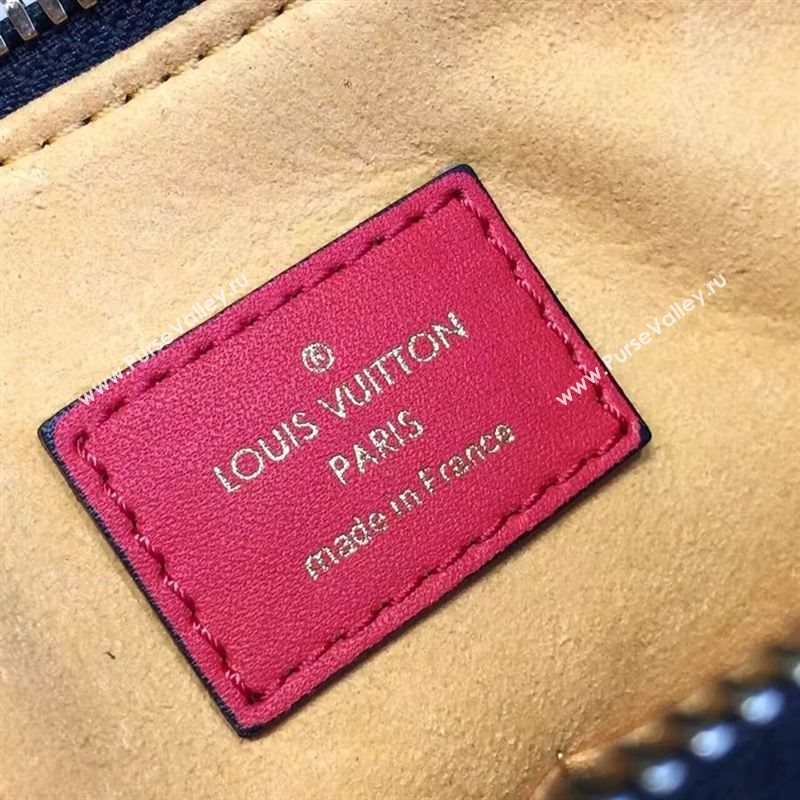 ®
LOUIS VUITTON
PARIS
made in France
www.PurseValley.ru
www.PurseValley.ru